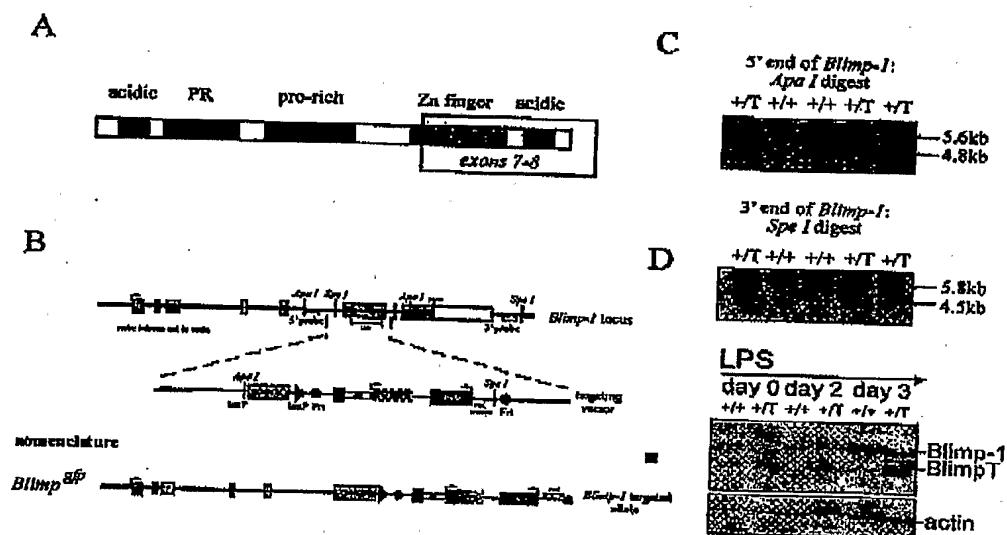 A
acidic PR pro-rich Zn finger acidic
exons 7-8
B
Apa I
Spe I
5' probe
3' probe
Blimp-1 locus
Apa I
Spe I
loxP
loxP Frt
Frt
targeting
vector
nomenclature
Blimp gfp
Blimp-1 targeted
allele
C
5' end of Blimp-1:
Apa I digest
+/T +/+ +/+ +/T +/T
5.6kb
4.8kb
3' end of Blimp-1:
Spe I digest
D
+/T +/+ +/+ +/T +/T
5.8kb
4.5kb
LPS
day 0 day 2 day 3
+/+ +/T +/+ +/T +/+ +/T
Blimp-1
BlimpT
actin